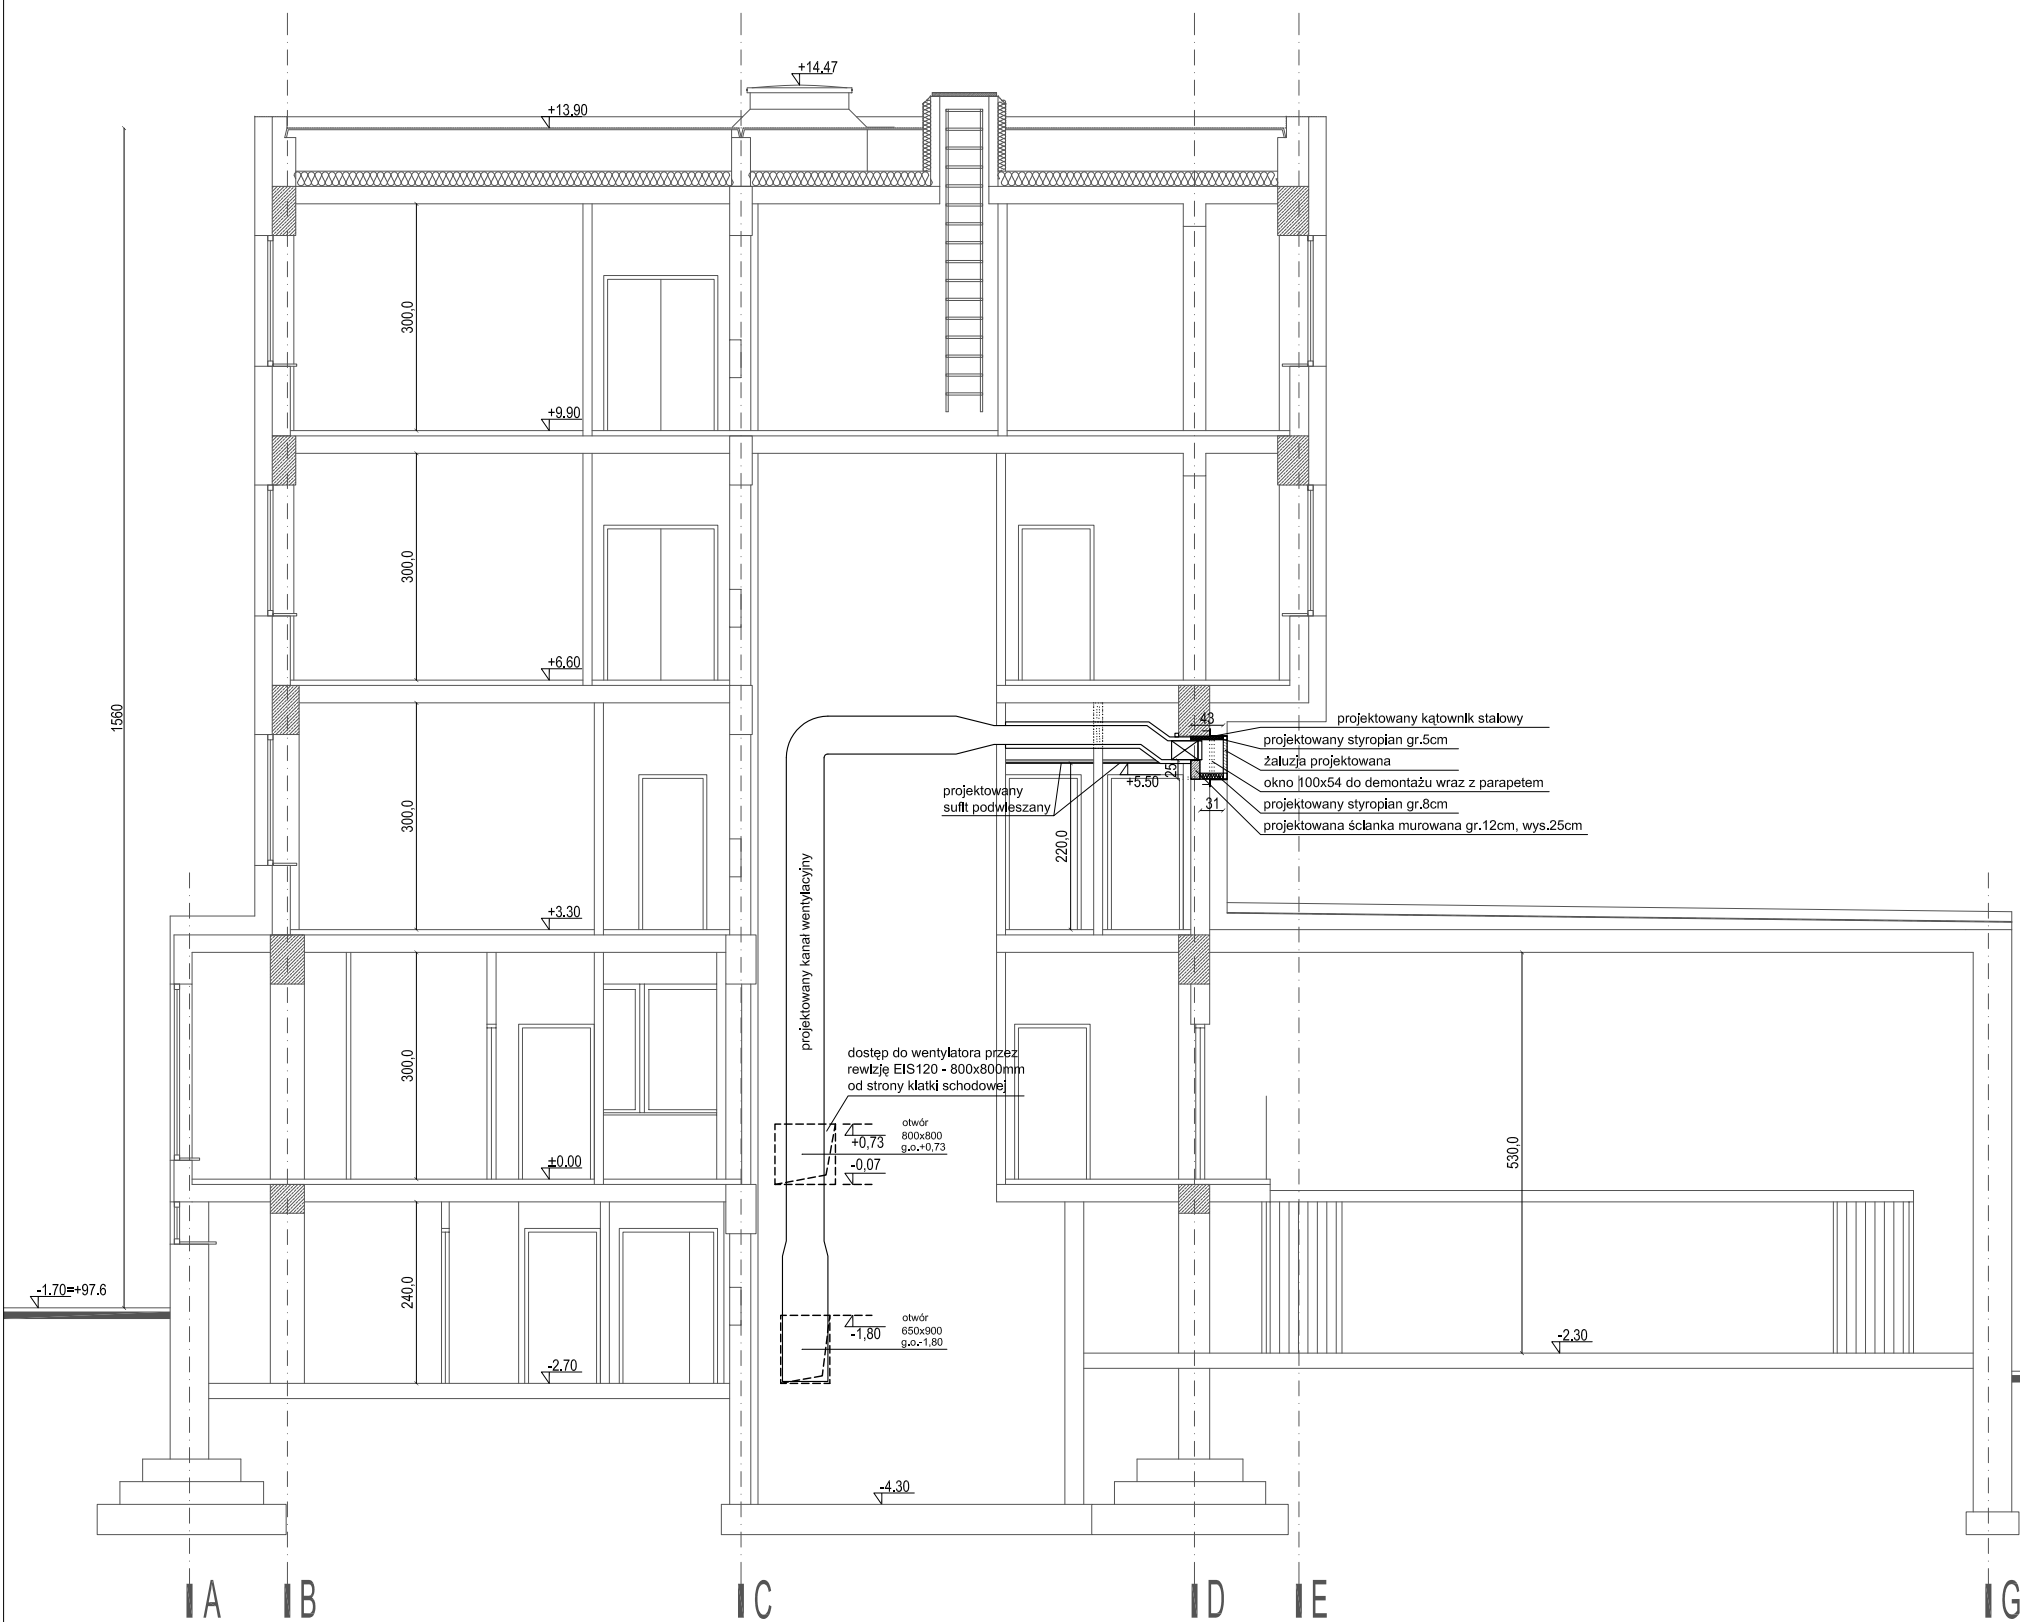 +14.47
+13.90
300,0
+9.90
300,0
+6.60
1560
43
projektowany kątownik stalowy
projektowany styropian gr.5cm
żaluzja projektowana
okno 100x54 do demontażu wraz z parapetem
projektowany styropian gr.8cm
projektowana ścianka murowana gr.12cm, wys.25cm
25
+5.50
31
projektowany
sufit podwieszany
300,0
220,0
projektowany kanał wentylacyjny
+3.30
300,0
dostęp do wentylatora przez
rewizję EIS120 - 800x800mm
od strony klatki schodowej
otwór
800x800
g.o.+0,73
+0,73
-0,07
±0.00
530,0
240,0
-1.70=+97.6
otwór
650x900
g.o.-1,80
-1,80
-2.30
-2.70
-4.30
A
B
C
D
E
G